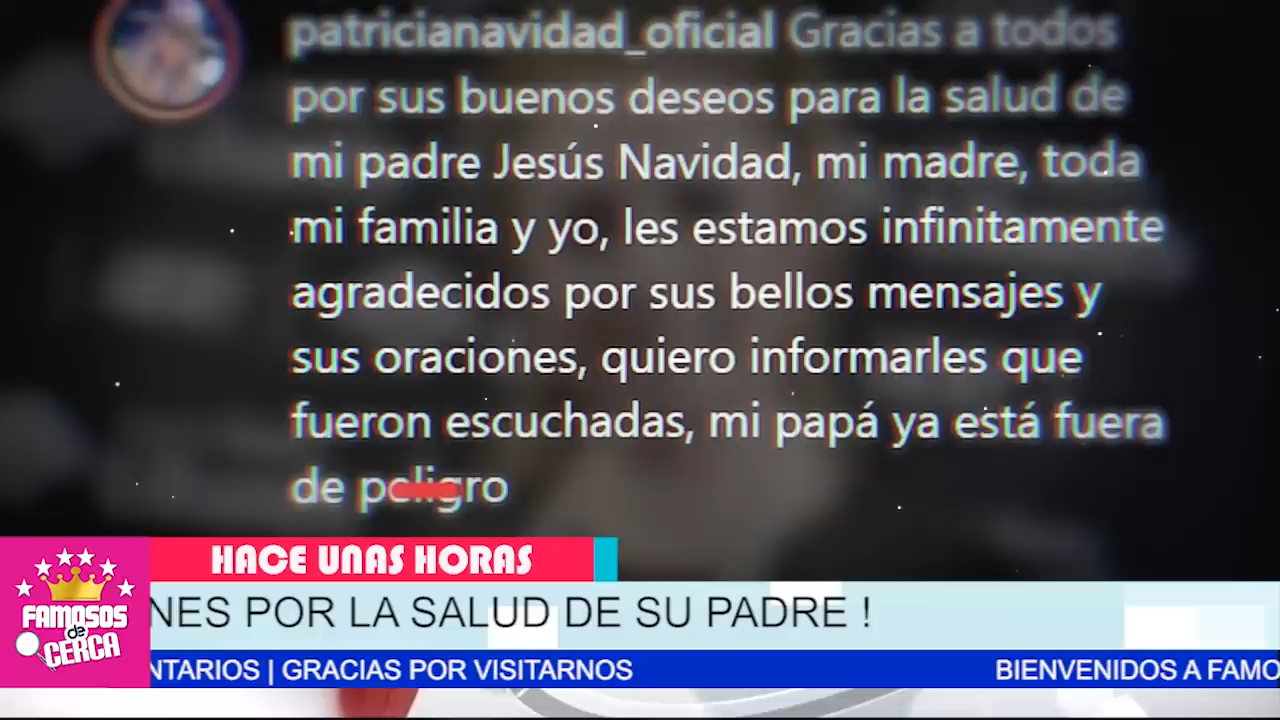 patricianavidad_oficial Gracias a todos
por sus buenos deseos para la salud de
mi padre Jesús Navidad, mi madre, toda
mi familia y yo, les estamos infinitamente
agradecidos por sus bellos mensajes y
sus oraciones, quiero informarles que
fueron escuchadas, mi papá ya está fuera
de peligro
HACE UNAS HORAS
NES POR LA SALUD DE SU PADRE !
FAMOSOS
de
CERCA
NTARIOS | GRACIAS POR VISITARNOS
BIENVENIDOS A FAMO